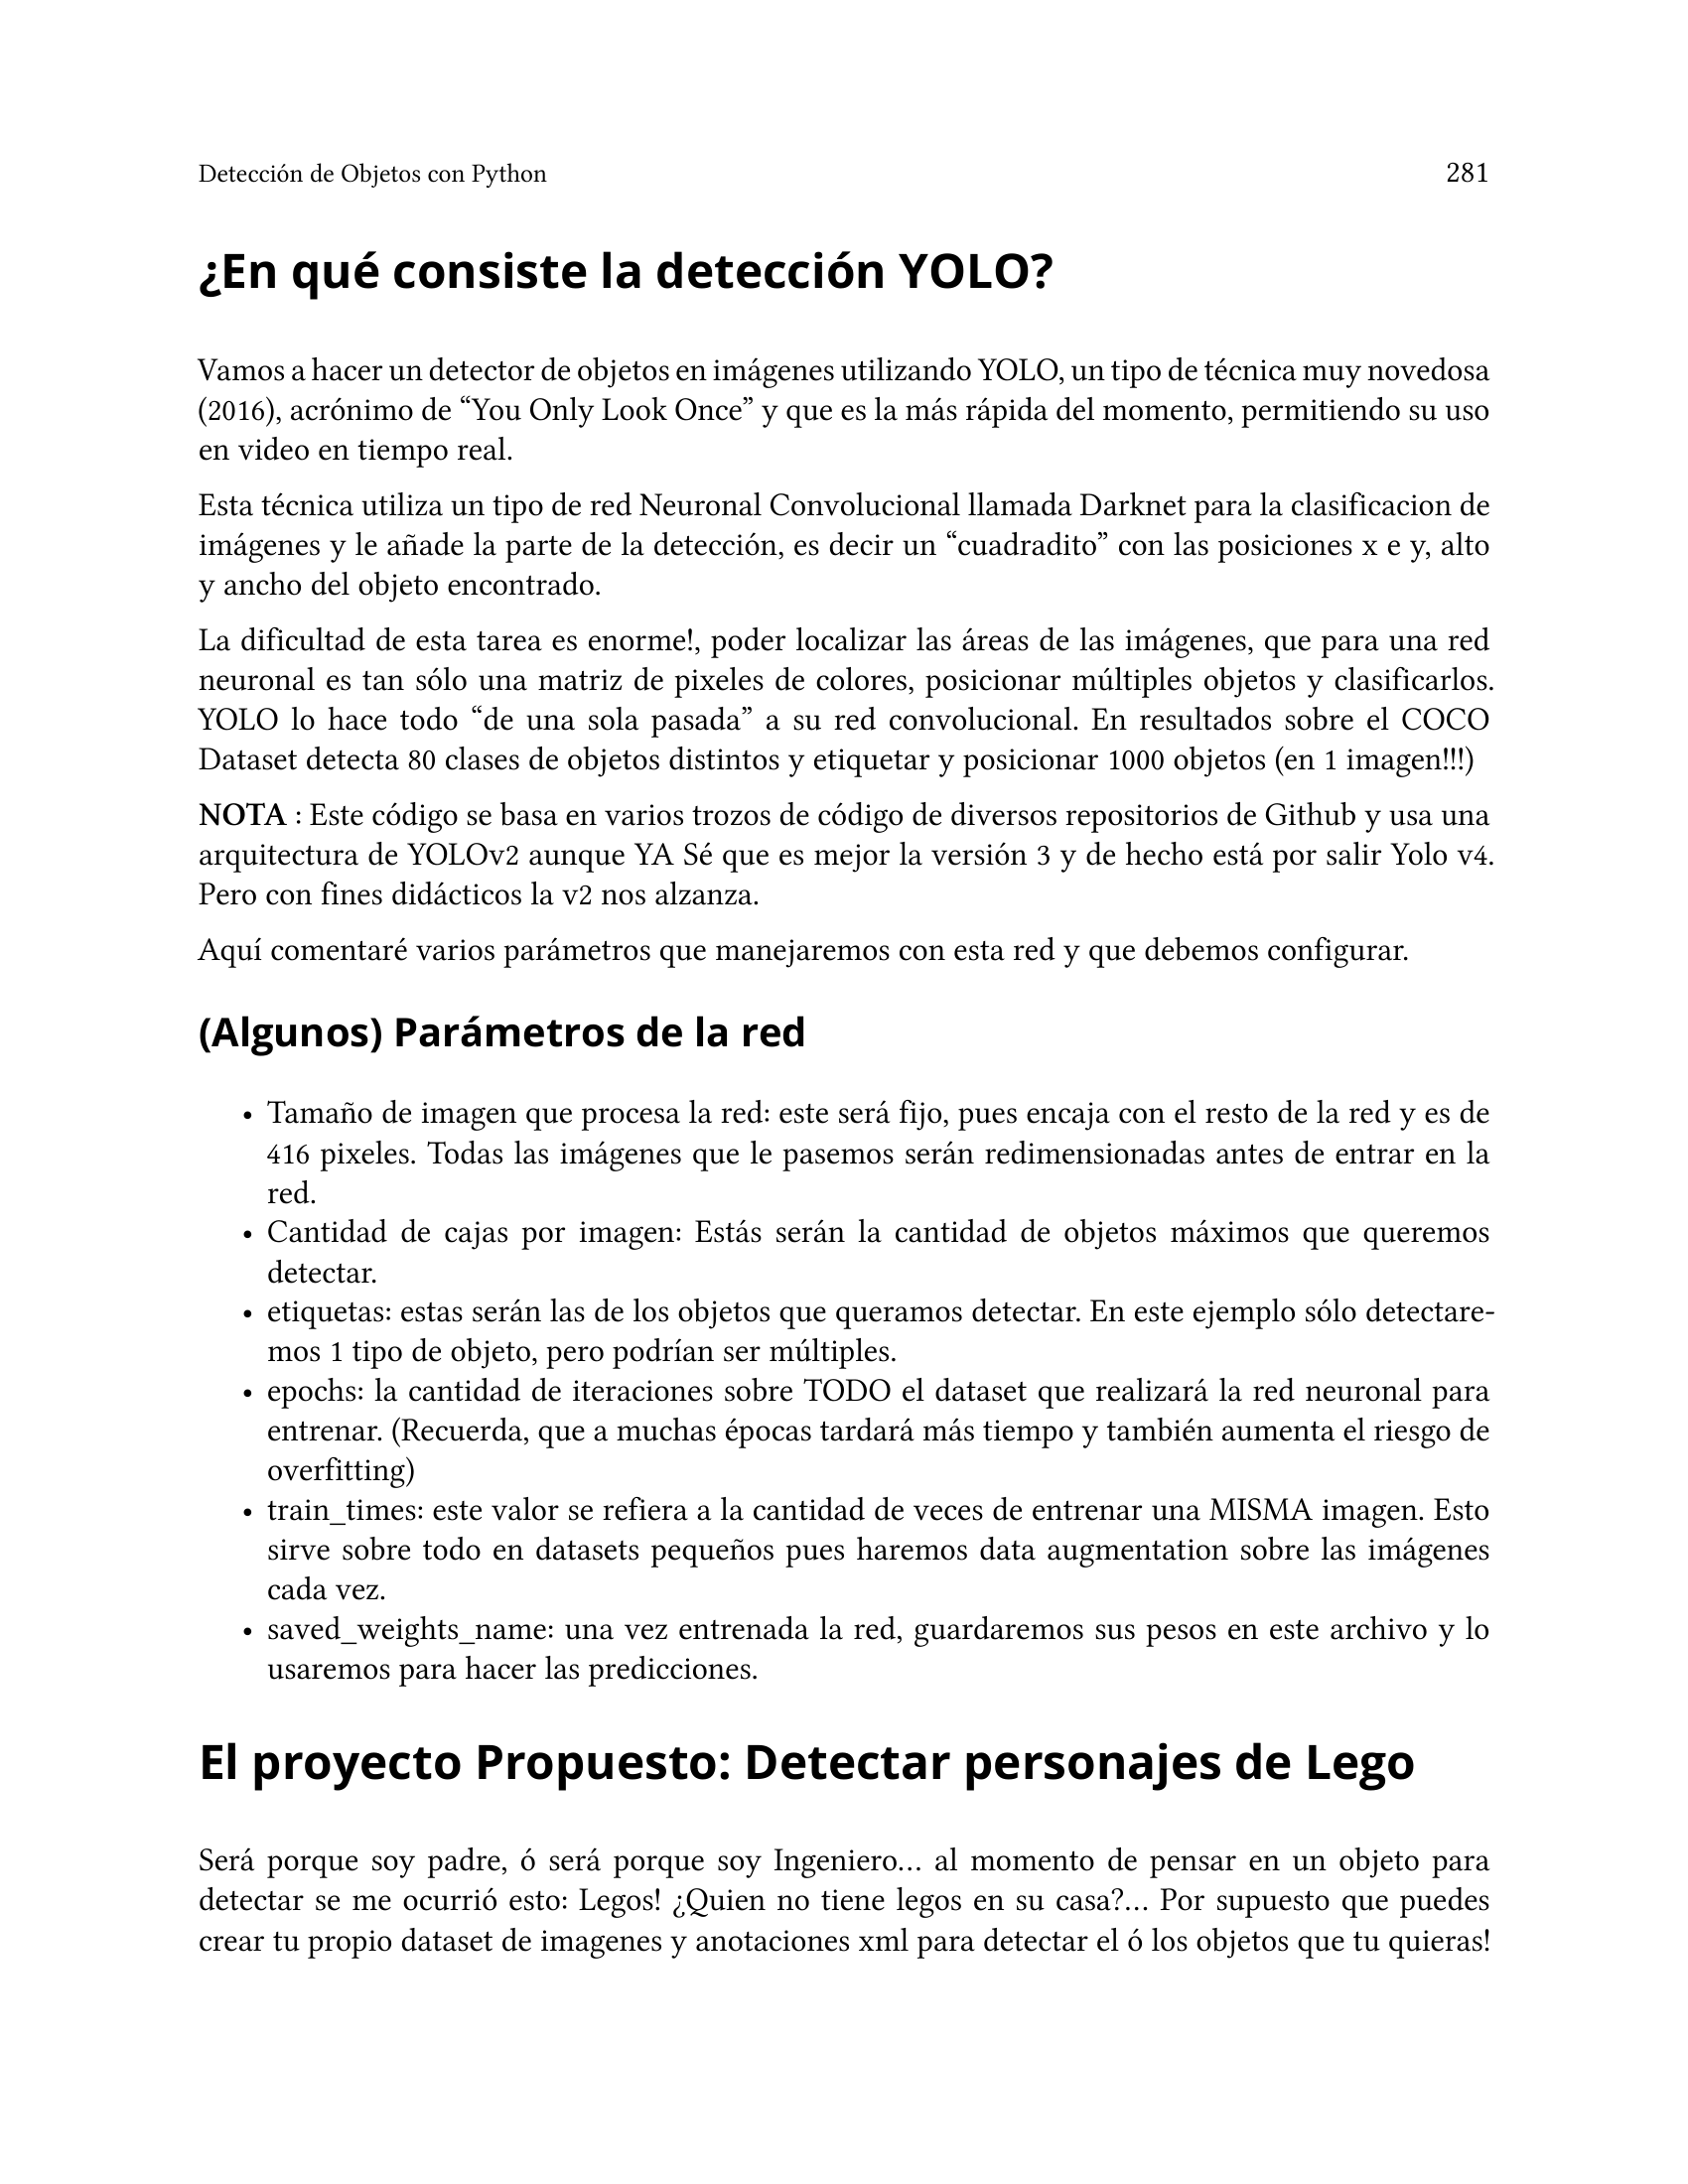 Detección de Objetos con Python 281
¿En qué consiste la detección YOLO?
Vamos a hacer un detector de objetos en imágenes utilizando YOLO, un tipo de técnica muy novedosa
(2016), acrónimo de “You Only Look Once” y que es la más rápida del momento, permitiendo su uso
en video en tiempo real.
Esta técnica utiliza un tipo de red Neuronal Convolucional llamada Darknet para la clasificacion de
imágenes y le añade la parte de la detección, es decir un “cuadradito” con las posiciones x e y, alto
y ancho del objeto encontrado.
La dificultad de esta tarea es enorme!, poder localizar las áreas de las imágenes, que para una red
neuronal es tan sólo una matriz de pixeles de colores, posicionar múltiples objetos y clasificarlos.
YOLO lo hace todo “de una sola pasada” a su red convolucional. En resultados sobre el COCO
Dataset detecta 80 clases de objetos distintos y etiquetar y posicionar 1000 objetos (en 1 imagen!!!)
NOTA : Este código se basa en varios trozos de código de diversos repositorios de Github y usa una
arquitectura de YOLOv2 aunque YA Sé que es mejor la versión 3 y de hecho está por salir Yolo v4.
Pero con fines didácticos la v2 nos alzanza.
Aquí comentaré varios parámetros que manejaremos con esta red y que debemos configurar.
(Algunos) Parámetros de la red
• Tamaño de imagen que procesa la red: este será fijo, pues encaja con el resto de la red y es de
416 pixeles. Todas las imágenes que le pasemos serán redimensionadas antes de entrar en la
red.
• Cantidad de cajas por imagen: Estás serán la cantidad de objetos máximos que queremos
detectar.
• etiquetas: estas serán las de los objetos que queramos detectar. En este ejemplo sólo detectare-
mos 1 tipo de objeto, pero podrían ser múltiples.
• epochs: la cantidad de iteraciones sobre TODO el dataset que realizará la red neuronal para
entrenar. (Recuerda, que a muchas épocas tardará más tiempo y también aumenta el riesgo de
overfitting)
• train_times: este valor se refiera a la cantidad de veces de entrenar una MISMA imagen. Esto
sirve sobre todo en datasets pequeños pues haremos data augmentation sobre las imágenes
cada vez.
• saved_weights_name: una vez entrenada la red, guardaremos sus pesos en este archivo y lo
usaremos para hacer las predicciones.
El proyecto Propuesto: Detectar personajes de Lego
Será porque soy padre, ó será porque soy Ingeniero… al momento de pensar en un objeto para
detectar se me ocurrió esto: Legos! ¿Quien no tiene legos en su casa?… Por supuesto que puedes
crear tu propio dataset de imagenes y anotaciones xml para detectar el ó los objetos que tu quieras!